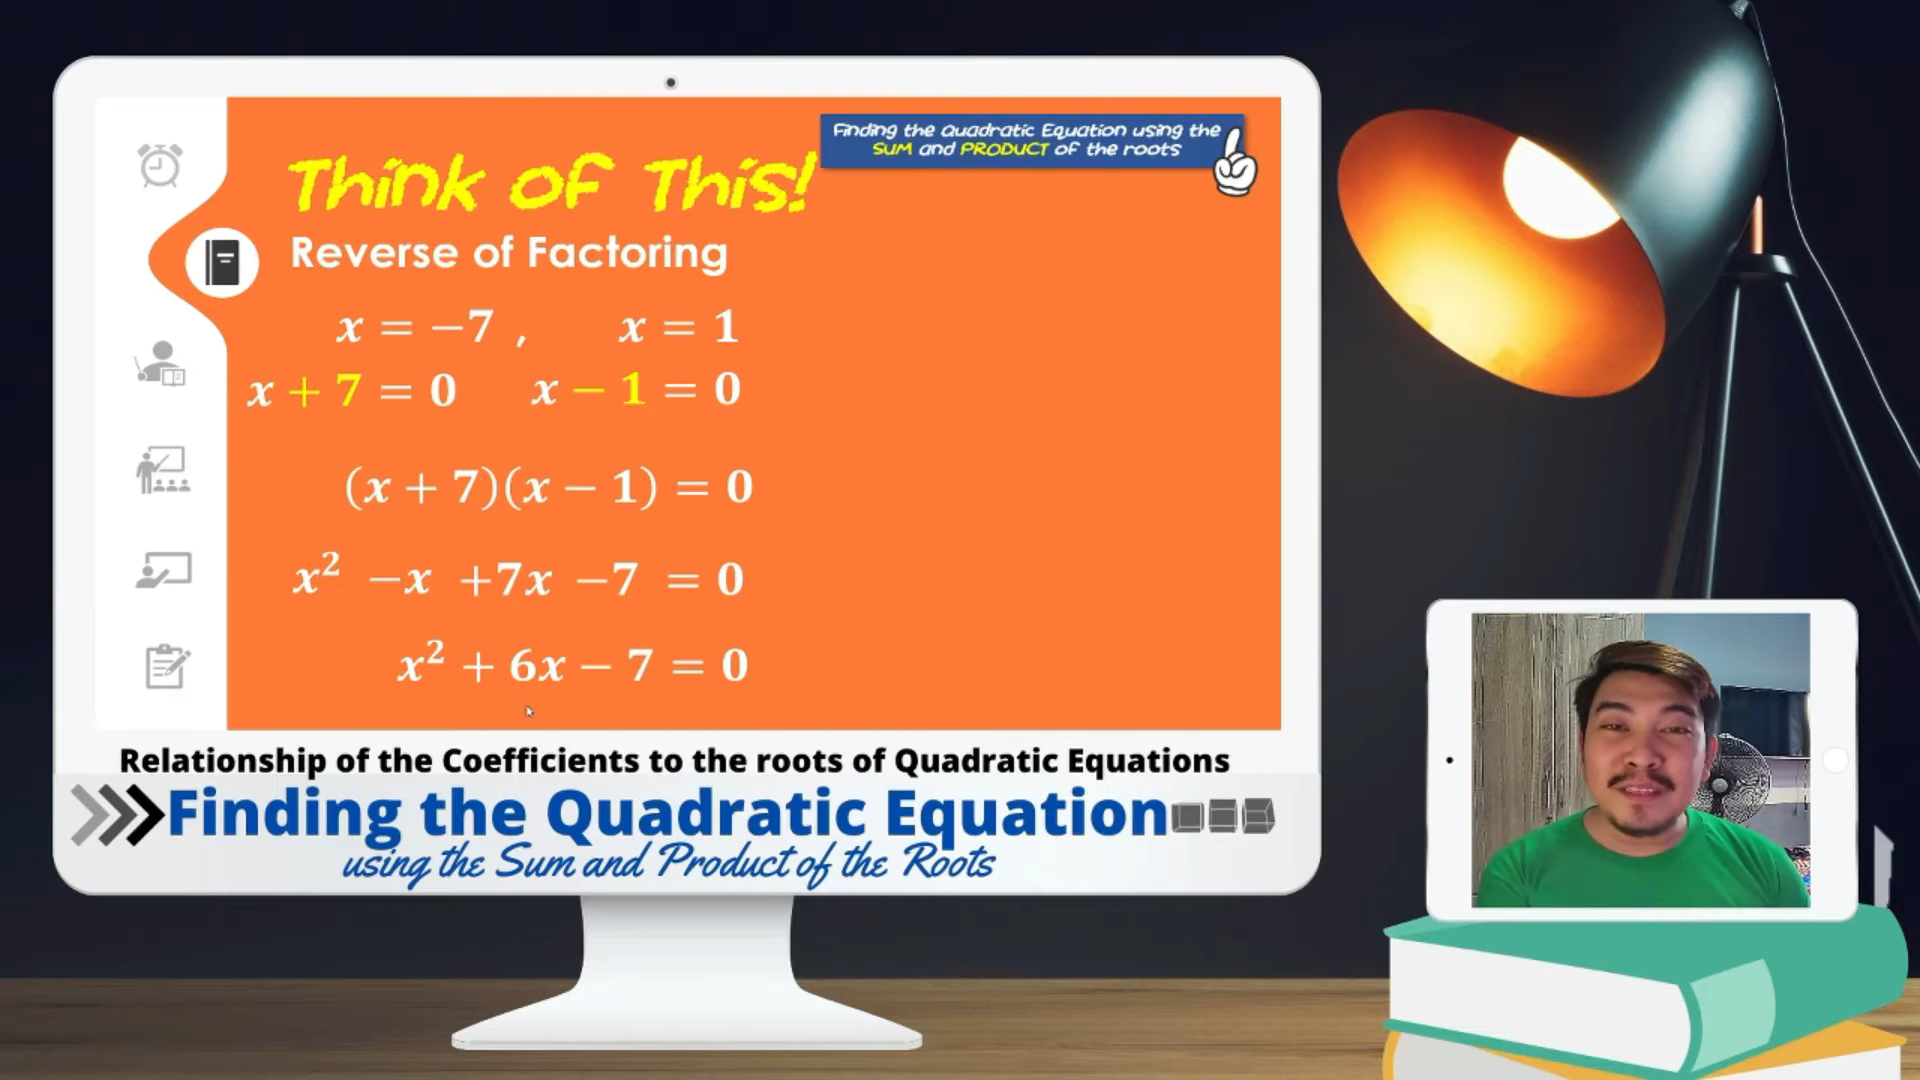 Finding the Quadratic Equation using the
SUM and PRODUCT of the roots
Think of This!
Reverse of Factoring
x = −7 , x = 1
x + 7 = 0 x − 1 = 0
(x + 7)(x − 1) = 0
x² −x +7x −7 = 0
x² + 6x − 7 = 0
Relationship of the Coefficients to the roots of Quadratic Equations
Finding the Quadratic Equation
using the Sum and Product of the Roots